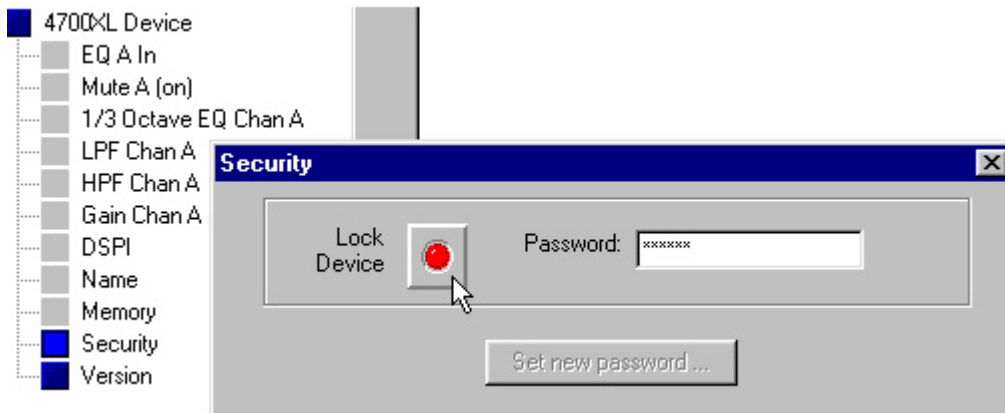 4700XL Device
EQ A In
Mute A (on)
1/3 Octave EQ Chan A
LPF Chan A
HPF Chan A
Gain Chan A
DSPI
Name
Memory
Security
Version
Security
Lock
Device
Password: xxxxxx
Set new password ...